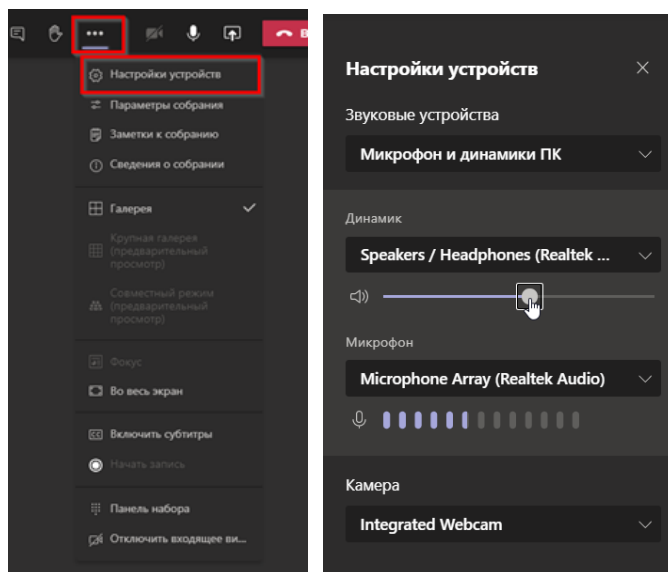 В
Настройки устройств
Параметры собрания
Заметки к собранию
Сведения о собрании
Галерея
Крупная галерея
(предварительный
просмотр)
Совместный режим
(предварительный
просмотр)
Фокус
Во весь экран
CC Включить субтитры
Начать запись
Панель набора
Отключить входящее ви...
Настройки устройств
Звуковые устройства
Микрофон и динамики ПК
Динамик
Speakers / Headphones (Realtek ...
Микрофон
Microphone Array (Realtek Audio)
Камера
Integrated Webcam